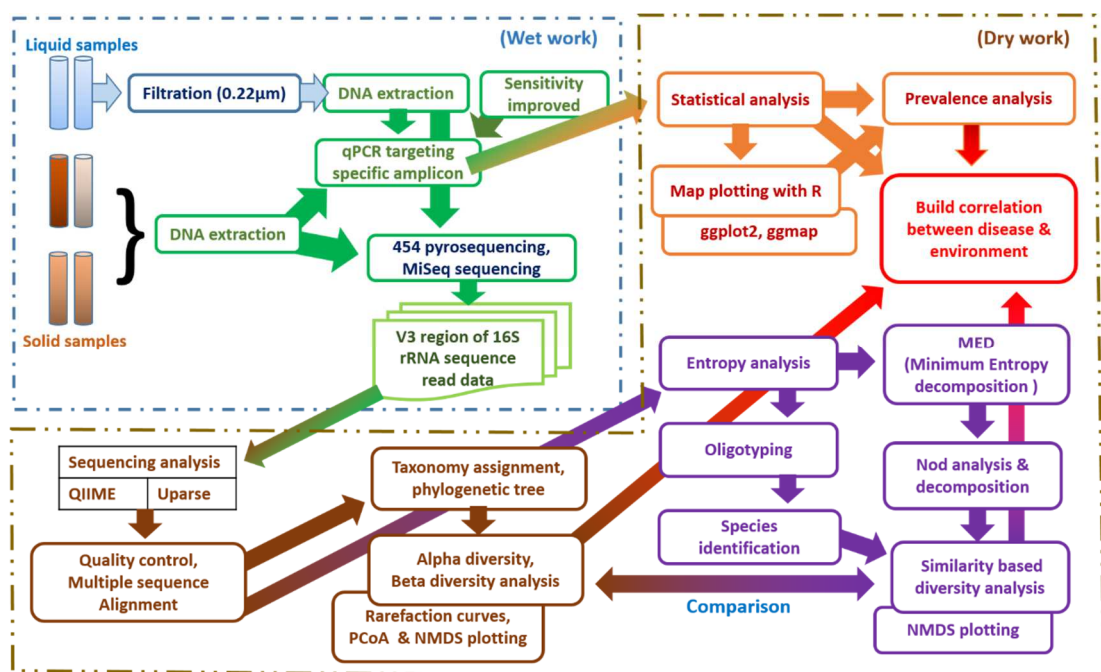 Liquid samples
(Wet work)
Filtration (0.22µm)
DNA extraction
Sensitivity
improved
qPCR targeting
specific amplicon
DNA extraction
454 pyrosequencing,
MiSeq sequencing
Solid samples
V3 region of 16S
rRNA sequence
read data
(Dry work)
Statistical analysis
Prevalence analysis
Map plotting with R
ggplot2, ggmap
Build correlation
between disease &
environment
Entropy analysis
MED
(Minimum Entropy
decomposition )
Oligotyping
Nod analysis &
decomposition
Species
identification
Similarity based
diversity analysis
NMDS plotting
Comparison
Sequencing analysis
QIIME
Uparse
Taxonomy assignment,
phylogenetic tree
Quality control,
Multiple sequence
Alignment
Alpha diversity,
Beta diversity analysis
Rarefaction curves,
PCoA & NMDS plotting